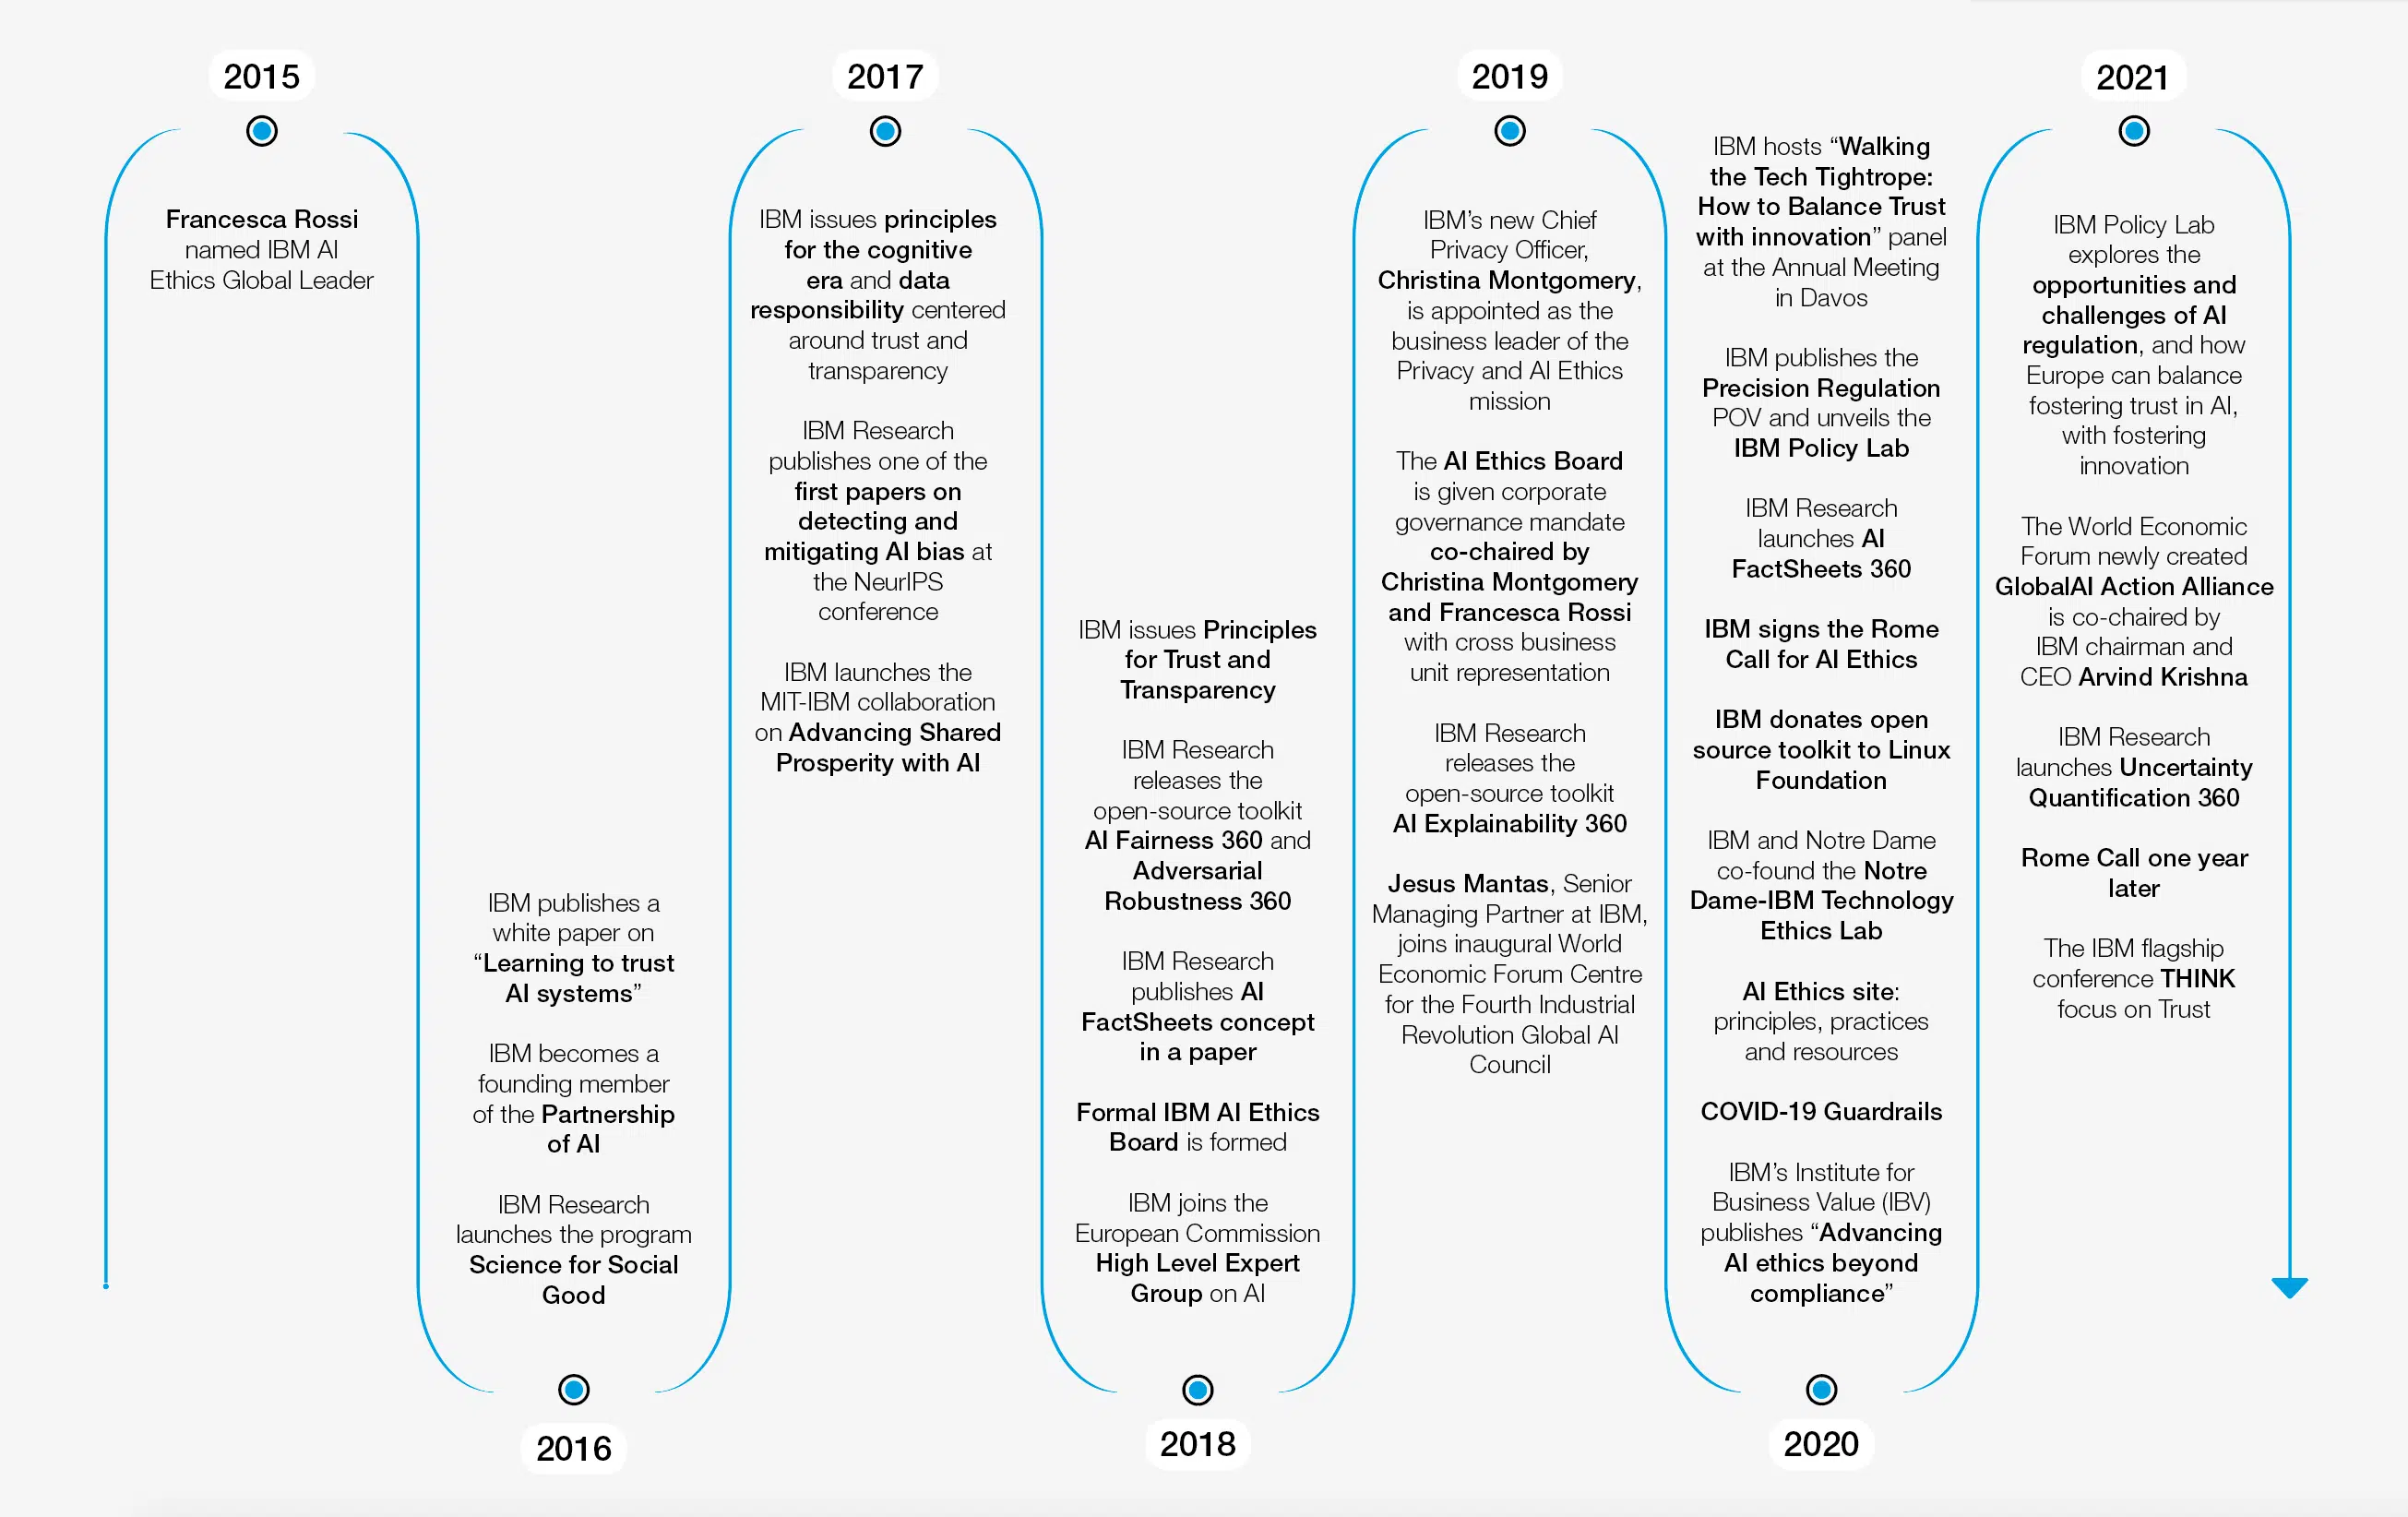 2015
Francesca Rossi
named IBM AI
Ethics Global Leader
IBM publishes a
white paper on
“Learning to trust
AI systems”
IBM becomes a
founding member
of the Partnership
of AI
IBM Research
launches the program
Science for Social
Good
2016
2017
IBM issues principles
for the cognitive
era and data
responsibility centered
around trust and
transparency
IBM Research
publishes one of the
first papers on
detecting and
mitigating AI bias at
the NeurIPS
conference
IBM launches the
MIT-IBM collaboration
on Advancing Shared
Prosperity with AI
IBM issues Principles
for Trust and
Transparency
IBM Research
releases the
open-source toolkit
AI Fairness 360 and
Adversarial
Robustness 360
IBM Research
publishes AI
FactSheets concept
in a paper
Formal IBM AI Ethics
Board is formed
IBM joins the
European Commission
High Level Expert
Group on AI
2018
2019
IBM’s new Chief
Privacy Officer,
Christina Montgomery,
is appointed as the
business leader of the
Privacy and AI Ethics
mission
The AI Ethics Board
is given corporate
governance mandate
co-chaired by
Christina Montgomery
and Francesca Rossi
with cross business
unit representation
IBM Research
releases the
open-source toolkit
AI Explainability 360
Jesus Mantas, Senior
Managing Partner at IBM,
joins inaugural World
Economic Forum Centre
for the Fourth Industrial
Revolution Global AI
Council
IBM hosts “Walking
the Tech Tightrope:
How to Balance Trust
with innovation” panel
at the Annual Meeting
in Davos
IBM publishes the
Precision Regulation
POV and unveils the
IBM Policy Lab
IBM Research
launches AI
FactSheets 360
IBM signs the Rome
Call for AI Ethics
IBM donates open
source toolkit to Linux
Foundation
IBM and Notre Dame
co-found the Notre
Dame-IBM Technology
Ethics Lab
AI Ethics site:
principles, practices
and resources
COVID-19 Guardrails
IBM’s Institute for
Business Value (IBV)
publishes “Advancing
AI ethics beyond
compliance”
2020
2021
IBM Policy Lab
explores the
opportunities and
challenges of AI
regulation, and how
Europe can balance
fostering trust in AI,
with fostering
innovation
The World Economic
Forum newly created
GlobalAI Action Alliance
is co-chaired by
IBM chairman and
CEO Arvind Krishna
IBM Research
launches Uncertainty
Quantification 360
Rome Call one year
later
The IBM flagship
conference THINK
focus on Trust